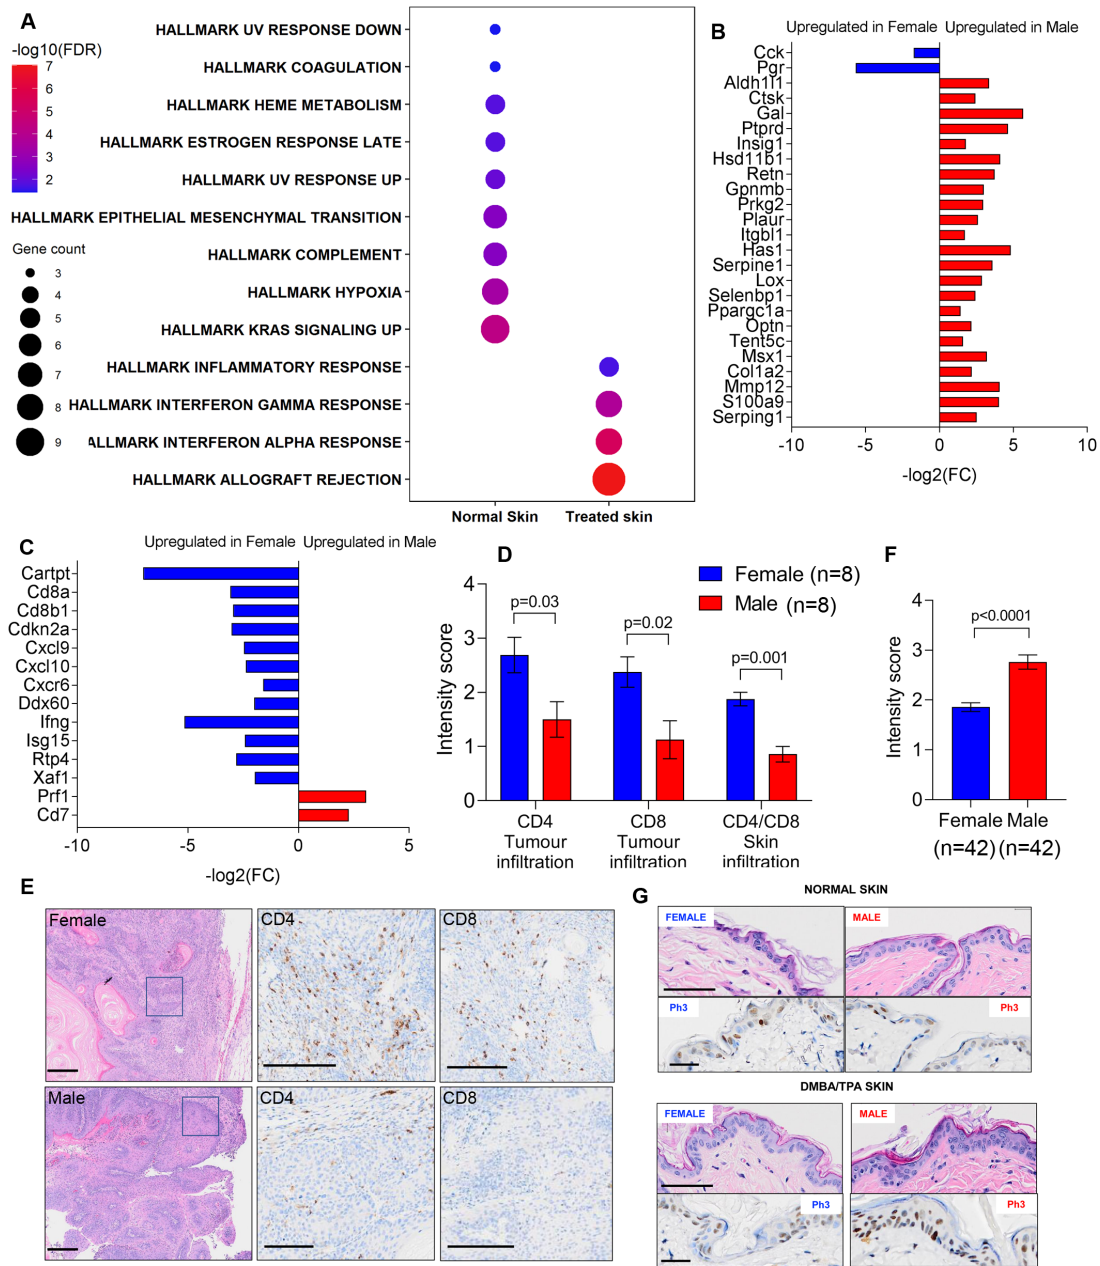 A
-log10(FDR)
7
6
5
4
3
2
Gene count
3
4
5
6
7
8
9
HALLMARK UV RESPONSE DOWN
HALLMARK COAGULATION
HALLMARK HEME METABOLISM
HALLMARK ESTROGEN RESPONSE LATE
HALLMARK UV RESPONSE UP
HALLMARK EPITHELIAL MESENCHYMAL TRANSITION
HALLMARK COMPLEMENT
HALLMARK HYPOXIA
HALLMARK KRAS SIGNALING UP
HALLMARK INFLAMMATORY RESPONSE
HALLMARK INTERFERON GAMMA RESPONSE
ALLMARK INTERFERON ALPHA RESPONSE
HALLMARK ALLOGRAFT REJECTION
Normal Skin Treated skin
B
Upregulated in Female Upregulated in Male
Cck
Pgr
Aldh1l1
Ctsk
Gal
Ptprd
Insig1
Hsd11b1
Retn
Gpnmb
Prkg2
Plaur
Itgbl1
Has1
Serpine1
Lox
Selenbp1
Ppargc1a
Optn
Tent5c
Msx1
Col1a2
Mmp12
S100a9
Serping1
-10 -5 0 5 10
-log2(FC)
C
Upregulated in Female Upregulated in Male
Cartpt
Cd8a
Cd8b1
Cdkn2a
Cxcl9
Cxcl10
Cxcr6
Ddx60
Ifng
Isg15
Rtp4
Xaf1
Prf1
Cd7
-10 -5 0 5
-log2(FC)
D
Female (n=8)
Male (n=8)
Intensity score
4
3
2
1
0
p=0.03
p=0.02
p=0.001
CD4
Tumour
infiltration
CD8
Tumour
infiltration
CD4/CD8
Skin
infiltration
F
Intensity score
4
3
2
1
0
p<0.0001
Female Male
(n=42) (n=42)
E
Female
CD4
CD8
Male
CD4
CD8
G
NORMAL SKIN
FEMALE
MALE
Ph3
Ph3
DMBA/TPA SKIN
FEMALE
MALE
Ph3
Ph3